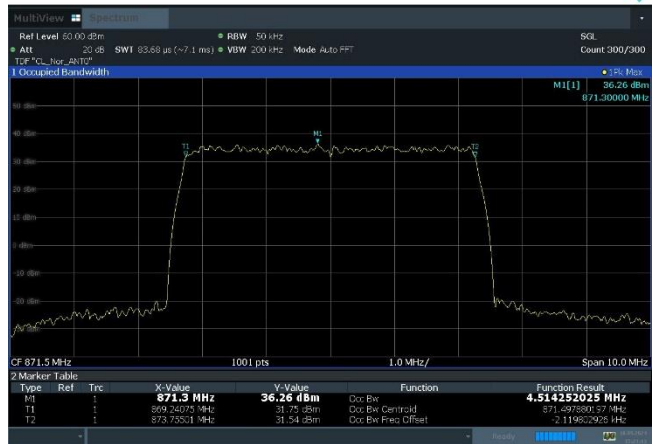 MultiView Spectrum
Ref Level 60.00 dBm RBW 50 kHz SGL
Att 20 dB SWT 83.68 µs (~7.1 ms) VBW 200 kHz Mode Auto FFT Count 300/300
TDF "CL_Nor_ANT0"
1 Occupied Bandwidth 1Pk Max
M1[1] 36.26 dBm
871.30000 MHz
50 dBm
40 dBm
M1
T1 T2
30 dBm
20 dBm
10 dBm
0 dBm
-10 dBm
-20 dBm
CF 871.5 MHz 1001 pts 1.0 MHz/ Span 10.0 MHz
2 Marker Table
Type Ref Trc X-Value Y-Value Function Function Result
M1 1 871.3 MHz 36.26 dBm Occ Bw 4.514252025 MHz
T1 1 869.24075 MHz 31.75 dBm Occ Bw Centroid 871.497880197 MHz
T2 1 873.75501 MHz 31.54 dBm Occ Bw Freq Offset -2.119802926 kHz
Ready